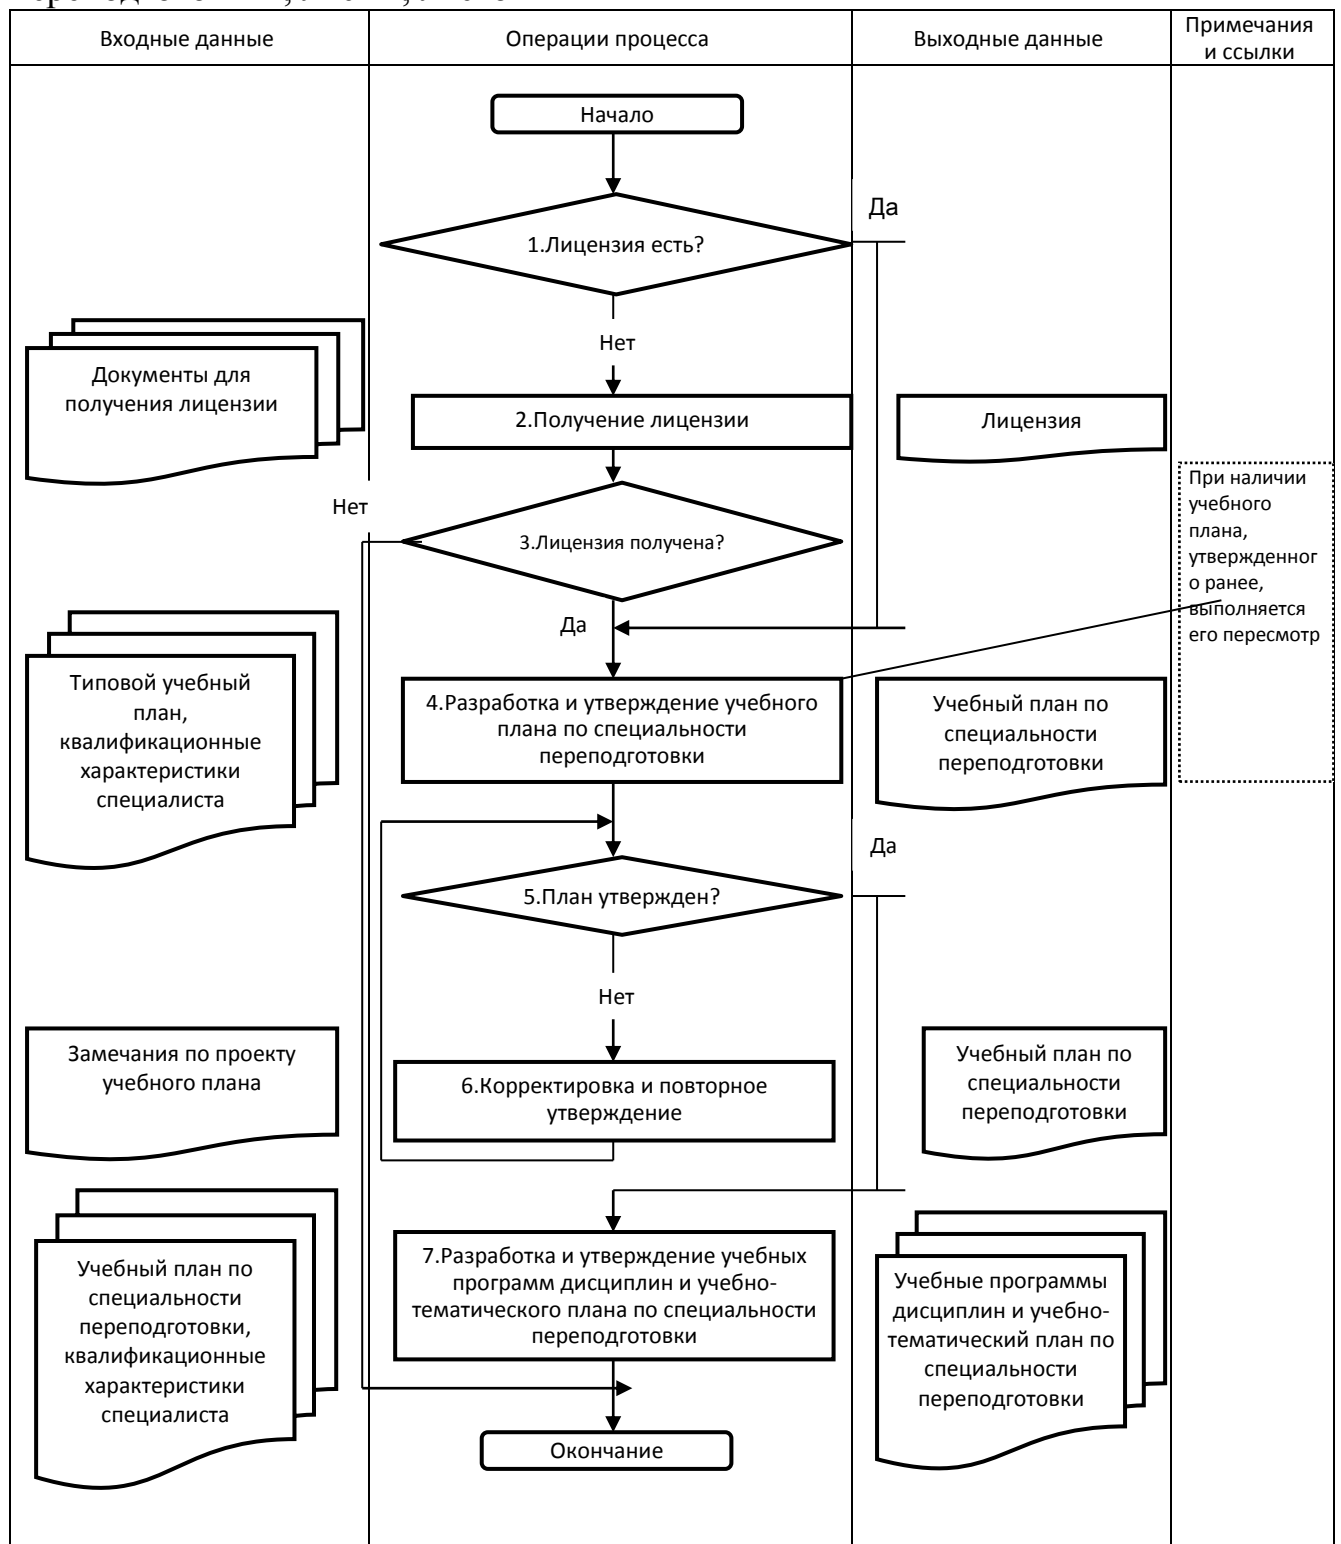 Входные данные
Операции процесса
Выходные данные
Примечания
и ссылки
Начало
Да
1.Лицензия есть?
Нет
Документы для
получения лицензии
2.Получение лицензии
Лицензия
Нет
3.Лицензия получена?
При наличии
учебного
плана,
утвержденног
о ранее,
выполняется
его пересмотр
Да
Типовой учебный
план,
квалификационные
характеристики
специалиста
4.Разработка и утверждение учебного
плана по специальности
переподготовки
Учебный план по
специальности
переподготовки
Да
5.План утвержден?
Нет
Замечания по проекту
учебного плана
6.Корректировка и повторное
утверждение
Учебный план по
специальности
переподготовки
Учебный план по
специальности
переподготовки,
квалификационные
характеристики
специалиста
7.Разработка и утверждение учебных
программ дисциплин и учебно-
тематического плана по специальности
переподготовки
Учебные программы
дисциплин и учебно-
тематический план по
специальности
переподготовки
Окончание